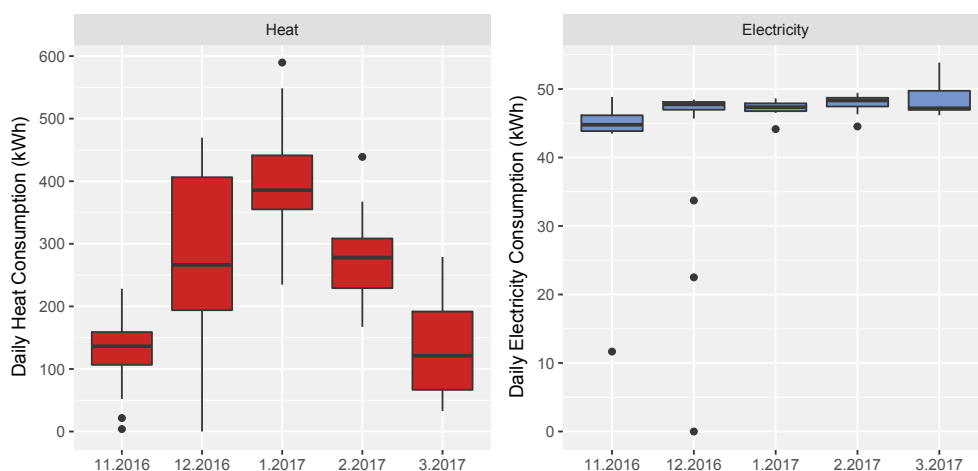 Heat
Daily Heat Consumption (kWh)
600
500
400
300
200
100
0
11.2016 12.2016 1.2017 2.2017 3.2017
Electricity
Daily Electricity Consumption (kWh)
50
40
30
20
10
0
11.2016 12.2016 1.2017 2.2017 3.2017